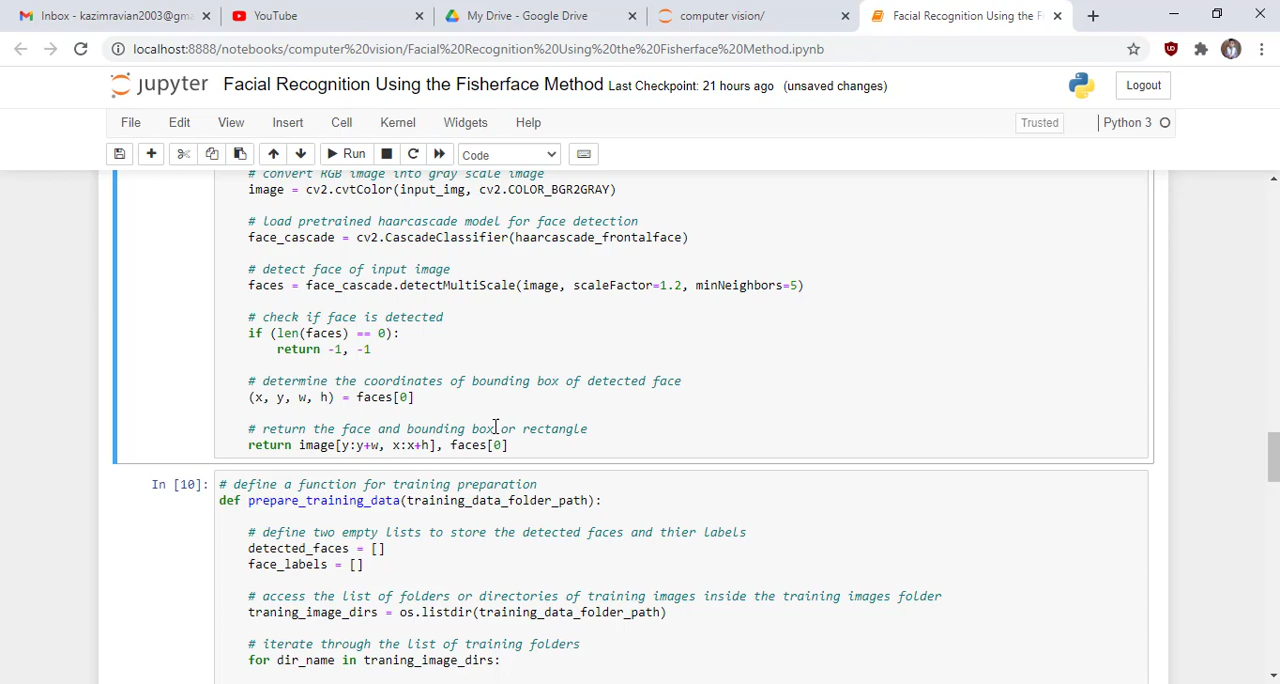 Inbox - kazimravian2003@gma
YouTube
My Drive - Google Drive
computer vision/
Facial Recognition Using the F
localhost:8888/notebooks/computer%20vision/Facial%20Recognition%20Using%20the%20Fisherface%20Method.ipynb
jupyter Facial Recognition Using the Fisherface Method Last Checkpoint: 21 hours ago (unsaved changes)
Logout
File Edit View Insert Cell Kernel Widgets Help
Trusted
Python 3
Run
Code
# convert RGB image into gray scale image
image = cv2.cvtColor(input_img, cv2.COLOR_BGR2GRAY)
# load pretrained haarcascade model for face detection
face_cascade = cv2.CascadeClassifier(haarcascade_frontalface)
# detect face of input image
faces = face_cascade.detectMultiScale(image, scaleFactor=1.2, minNeighbors=5)
# check if face is detected
if (len(faces) == 0):
return -1, -1
# determine the coordinates of bounding box of detected face
(x, y, w, h) = faces[0]
# return the face and bounding box or rectangle
return image[y:y+w, x:x+h], faces[0]
In [10]:
# define a function for training preparation
def prepare_training_data(training_data_folder_path):
# define two empty lists to store the detected faces and thier labels
detected_faces = []
face_labels = []
# access the list of folders or directories of training images inside the training images folder
traning_image_dirs = os.listdir(training_data_folder_path)
# iterate through the list of training folders
for dir_name in traning_image_dirs: